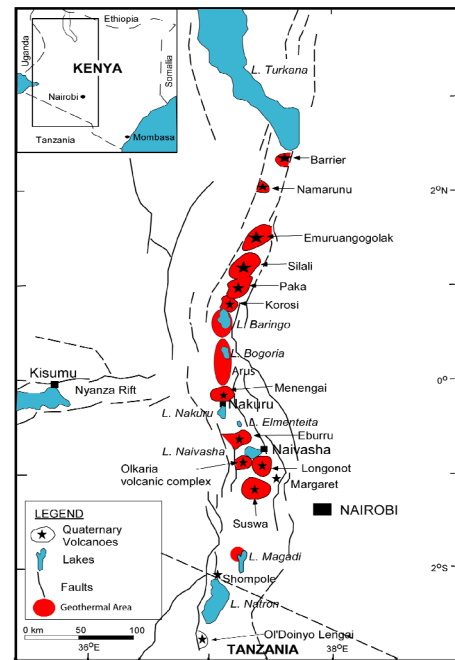 Ethiopia
Uganda
KENYA
Somalia
Nairobi
Tanzania
Mombasa
L. Turkana
Barrier
2°N
Namarunu
Emuruangogolak
Silali
Paka
Korosi
L. Baringo
L. Bogoria
Kisumu
Arus
0°
Nyanza Rift
Menengai
L. Nakuru
Nakuru
L. Elmenteita
Eburru
L. Naivasha
Naivasha
Olkaria
volcanic complex
Longonot
Margaret
Suswa
NAIROBI
LEGEND
Quaternary
Volcanoes
Lakes
Faults
Geothermal Area
L. Magadi
2°S
Shompole
L. Natron
0 km 50 100
Ol'Doinyo Lengai
TANZANIA
36°E
38°E